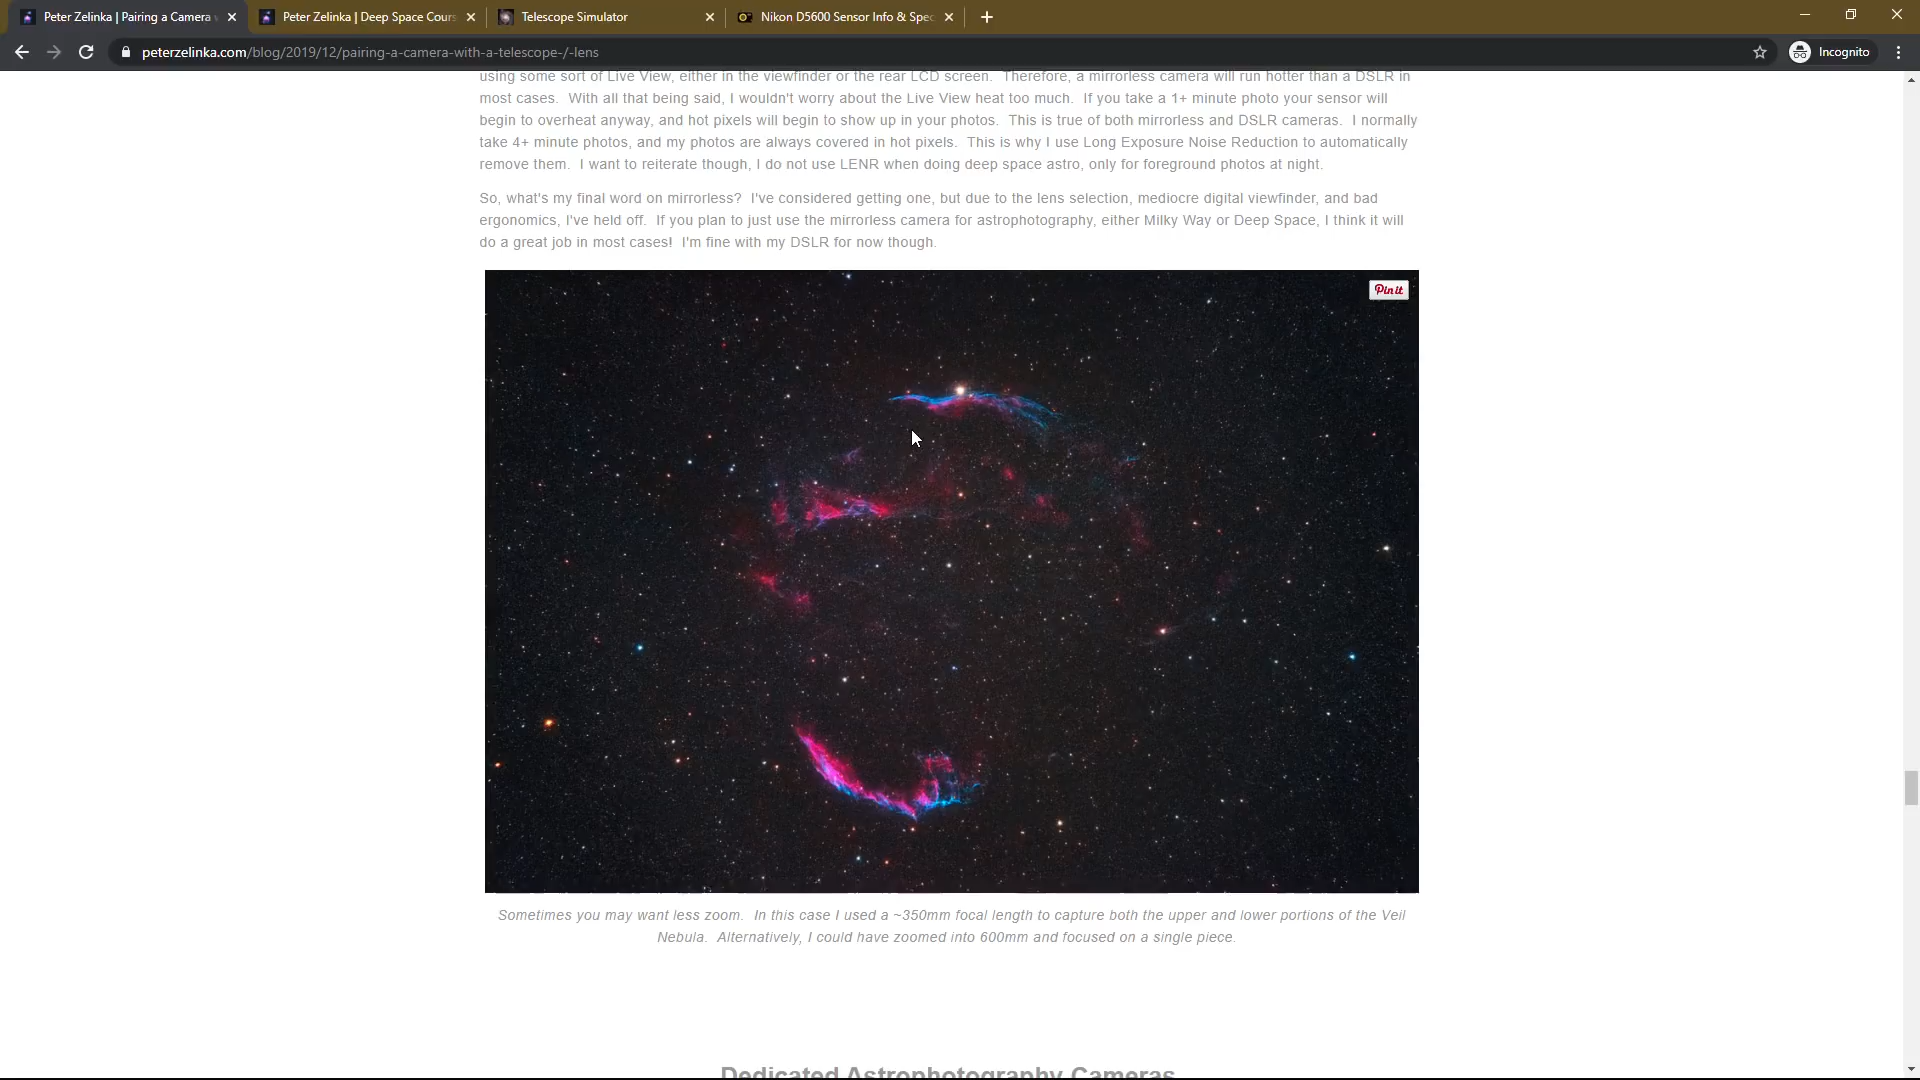 Peter Zelinka | Pairing a Camera
Peter Zelinka | Deep Space Cours
Telescope Simulator
Nikon D5600 Sensor Info & Spec
peterzelinka.com/blog/2019/12/pairing-a-camera-with-a-telescope-/-lens
Incognito
using some sort of Live View, either in the viewfinder or the rear LCD screen. Therefore, a mirrorless camera will run hotter than a DSLR in
most cases. With all that being said, I wouldn't worry about the Live View heat too much. If you take a 1+ minute photo your sensor will
begin to overheat anyway, and hot pixels will begin to show up in your photos. This is true of both mirrorless and DSLR cameras. I normally
take 4+ minute photos, and my photos are always covered in hot pixels. This is why I use Long Exposure Noise Reduction to automatically
remove them. I want to reiterate though, I do not use LENR when doing deep space astro, only for foreground photos at night.
So, what's my final word on mirrorless? I've considered getting one, but due to the lens selection, mediocre digital viewfinder, and bad
ergonomics, I've held off. If you plan to just use the mirrorless camera for astrophotography, either Milky Way or Deep Space, I think it will
do a great job in most cases! I'm fine with my DSLR for now though.
Pin it
Sometimes you may want less zoom. In this case I used a ~350mm focal length to capture both the upper and lower portions of the Veil
Nebula. Alternatively, I could have zoomed into 600mm and focused on a single piece.
Dedicated Astrophotography Cameras